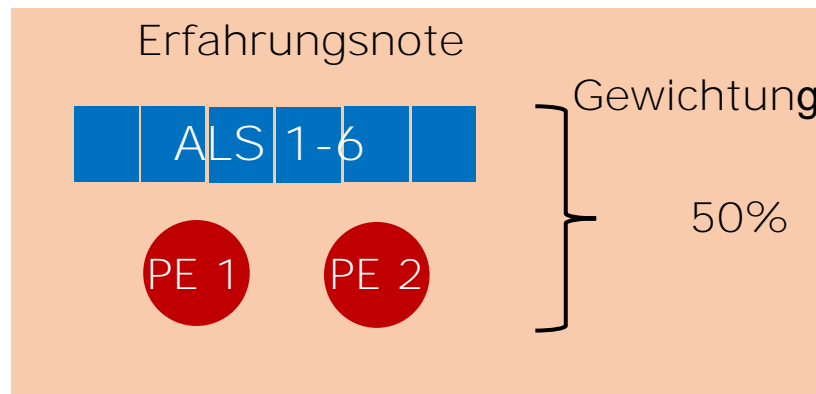 Erfahrungsnote
Gewichtung
ALS 1-6
50%
PE 1
PE 2